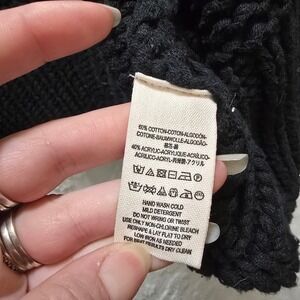 60% COTTON-COTON-ALGODÓN-
COTONE-BAUMWOLLE-ALGODÃO-
40% ACRYLIC-ACRYLIQUE-ACRÍLICO-
HAND WASH COLD
MILD DETERGENT
DO NOT WRING OR TWIST
USE ONLY NON-CHLORINE BLEACH
RESHAPE & LAY FLAT TO DRY
LOW IRON AS NEEDED
FOR BEST RESULTS DRY CLEAN